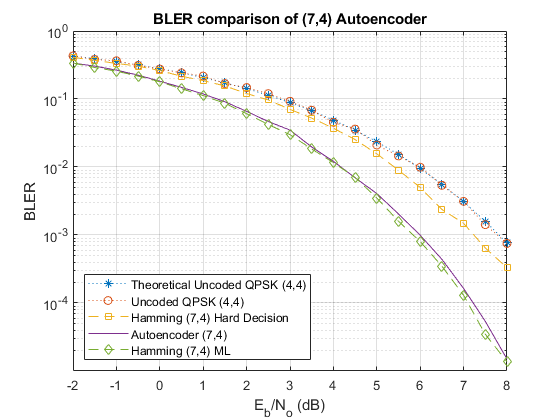 BLER comparison of (7,4) Autoencoder
10^0
10^-1
10^-2
10^-3
10^-4
BLER
Theoretical Uncoded QPSK (4,4)
Uncoded QPSK (4,4)
Hamming (7,4) Hard Decision
Autoencoder (7,4)
Hamming (7,4) ML
-2 -1 0 1 2 3 4 5 6 7 8
E_b/N_o (dB)